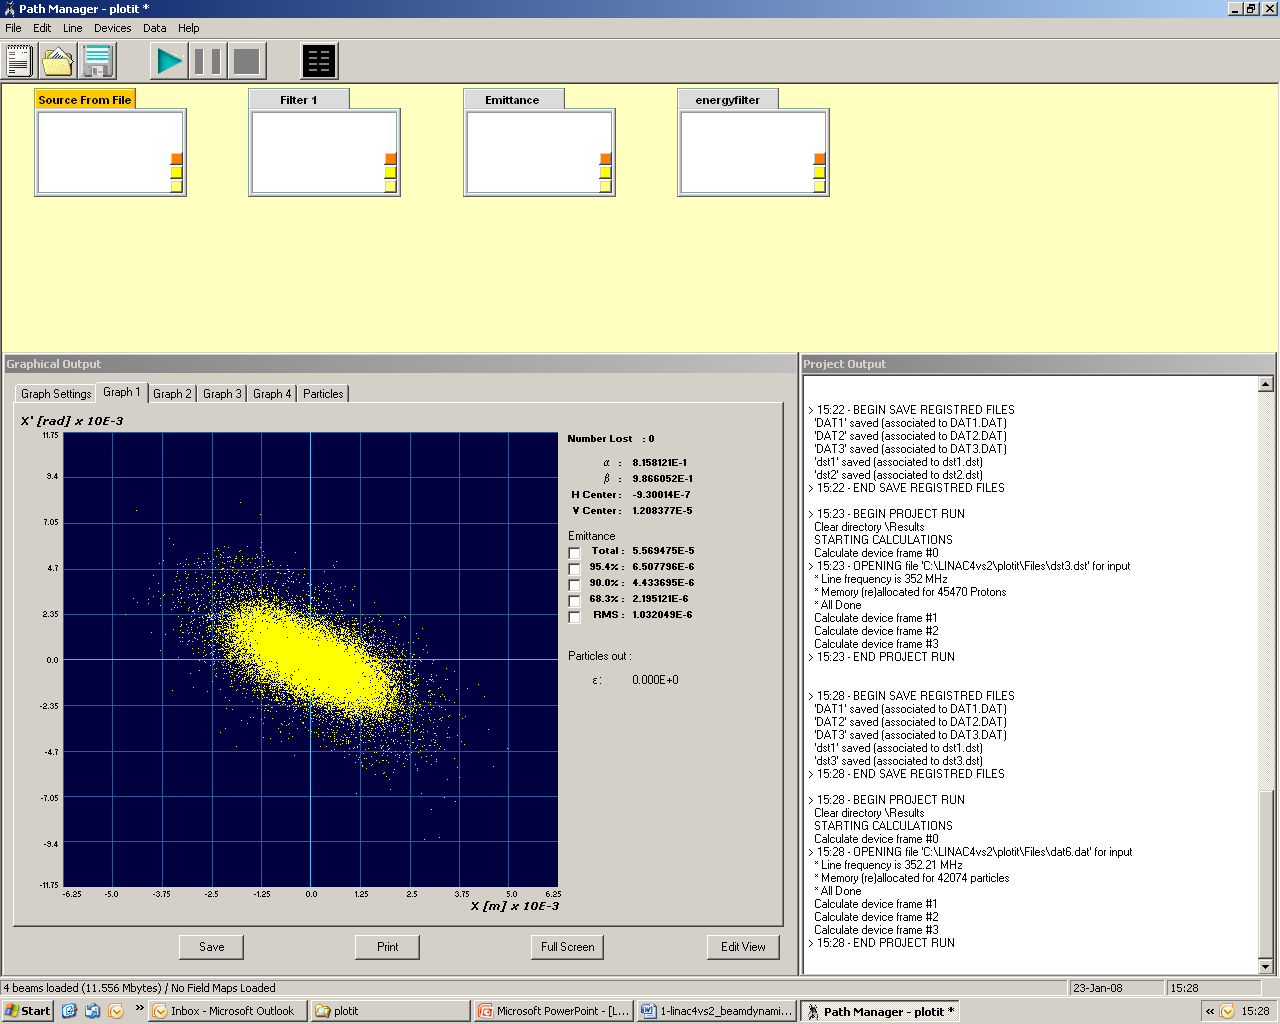 Path Manager - plotit *
File Edit Line Devices Data Help
Source From File
Filter 1
Emittance
energyfilter
Graphical Output
Graph Settings Graph 1 Graph 2 Graph 3 Graph 4 Particles
X' [rad] x 10E-3
11.75
9.4
7.05
4.7
2.35
0.0
-2.35
-4.7
-7.05
-9.4
-11.75
-6.25 -5.0 -3.75 -2.5 -1.25 0.0 1.25 2.5 3.75 5.0 6.25
X [m] x 10E-3
Number Lost : 0
α : 8.158121E-1
β : 9.866052E-1
H Center : -9.30014E-7
V Center : 1.208377E-5
Emittance
Total : 5.569475E-5
95.4% : 6.507796E-6
90.0% : 4.433695E-6
68.3% : 2.195121E-6
RMS : 1.032049E-6
Particles out :
ε : 0.000E+0
Save Print Full Screen Edit View
Project Output
> 15:22 - BEGIN SAVE REGISTRED FILES
'DAT1' saved (associated to DAT1.DAT)
'DAT2' saved (associated to DAT2.DAT)
'DAT3' saved (associated to DAT3.DAT)
'dst1' saved (associated to dst1.dst)
'dst2' saved (associated to dst2.dst)
> 15:22 - END SAVE REGISTRED FILES
> 15:23 - BEGIN PROJECT RUN
Clear directory \Results
STARTING CALCULATIONS
Calculate device frame #0
> 15:23 - OPENING file 'C:\LINAC4vs2\plotit\Files\dst3.dst' for input
* Line frequency is 352 MHz
* Memory (re)allocated for 45470 Protons
* All Done
Calculate device frame #1
Calculate device frame #2
Calculate device frame #3
> 15:23 - END PROJECT RUN
> 15:28 - BEGIN SAVE REGISTRED FILES
'DAT1' saved (associated to DAT1.DAT)
'DAT2' saved (associated to DAT2.DAT)
'DAT3' saved (associated to DAT3.DAT)
'dst1' saved (associated to dst1.dst)
'dst3' saved (associated to dst3.dst)
> 15:28 - END SAVE REGISTRED FILES
> 15:28 - BEGIN PROJECT RUN
Clear directory \Results
STARTING CALCULATIONS
Calculate device frame #0
> 15:28 - OPENING file 'C:\LINAC4vs2\plotit\Files\dat6.dat' for input
* Line frequency is 352.21 MHz
* Memory (re)allocated for 42074 particles
* All Done
Calculate device frame #1
Calculate device frame #2
Calculate device frame #3
> 15:28 - END PROJECT RUN
4 beams loaded (11.556 Mbytes) / No Field Maps Loaded 23-Jan-08 15:28
Start » Inbox - Microsoft Outlook plotit Microsoft PowerPoint - [L... 1-linac4vs2_beamdynami... Path Manager - plotit * « 15:28